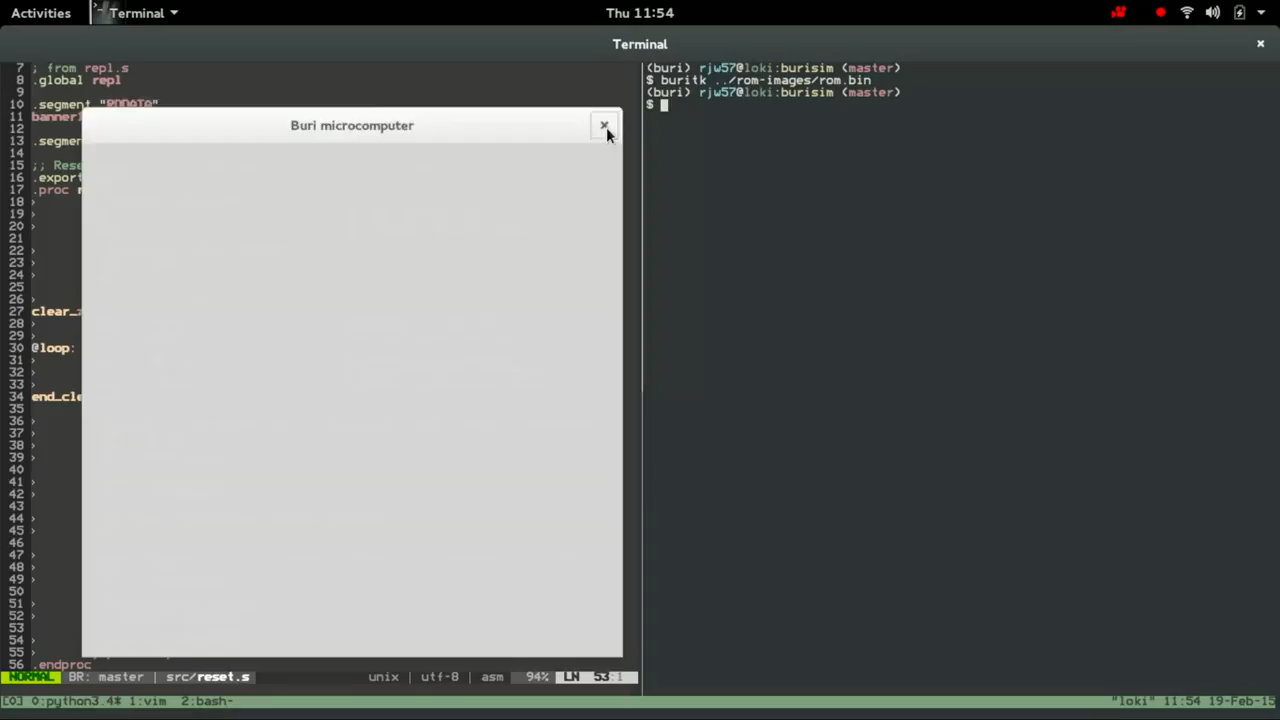 Activities
Terminal
Thu 11:54
Terminal
7 ; from repl.s
8 .global repl
9
10 .segment "RODATA"
11 banner
12
13 .segmen
14
15 ;; Rese
16 .export
17 .proc r
18 ›
19 ›
20 ›
21
22 ›
23 ›
24 ›
25
26 ›
27 clear_
28 ›
29 ›
30 @loop:
31 ›
32 ›
33 ›
34 end_cle
35
36 ›
37 ›
38 ›
39 ›
40
41 ›
42 ›
43
44 ›
45 ›
46
47 ›
48 ›
49 ›
50
51 ›
52 ›
53
54 ›
55 ›
56 .endproc
Buri microcomputer
NORMAL BR: master | src/reset.s unix | utf-8 | asm 94% LN 53:1
(buri) rjw57@loki:burisim (master)
$ buritk ../rom-images/rom.bin
(buri) rjw57@loki:burisim (master)
$
[0] 0:python3.4* 1:vim 2:bash- "loki" 11:54 19-Feb-15